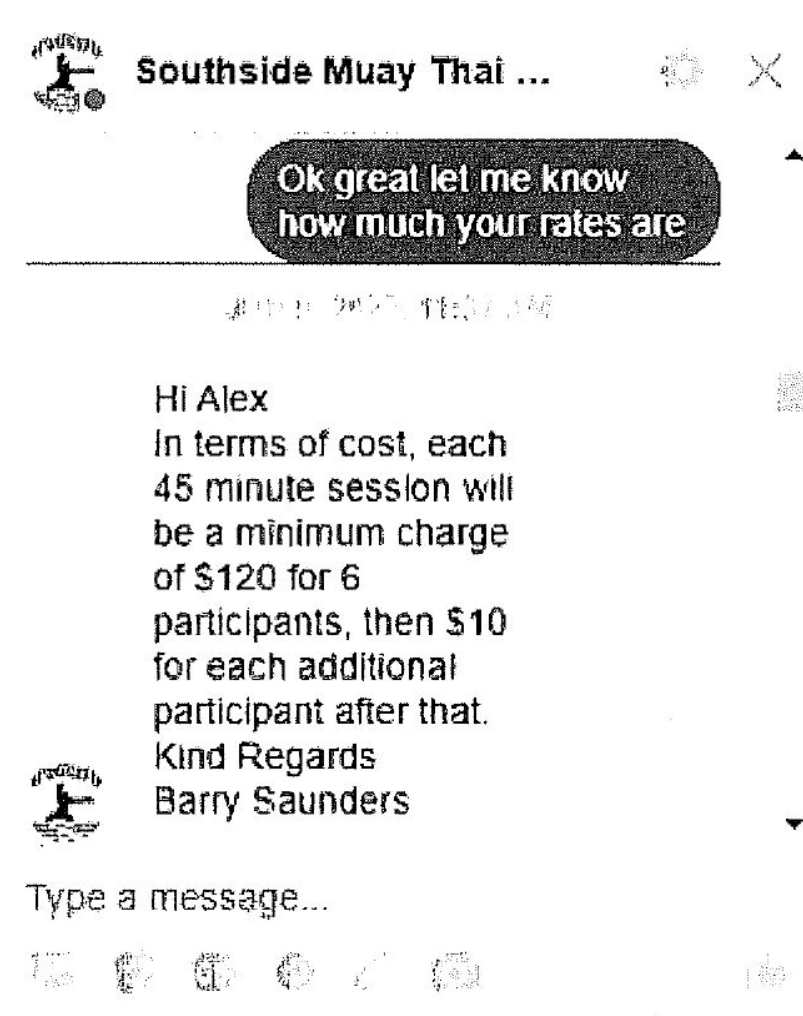 Southside Muay Thai ...
Ok great let me know
how much your rates are
Hi Alex
In terms of cost, each
45 minute session will
be a minimum charge
of $120 for 6
participants, then $10
for each additional
participant after that.
Kind Regards
Barry Saunders
Type a message...